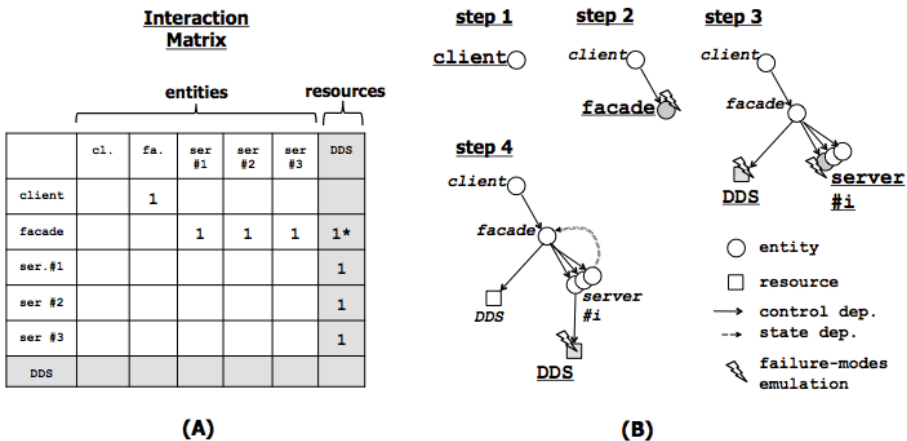 Interaction
Matrix
entities
resources
cl. fa. ser #1 ser #2 ser #3 DDS
client 1
facade 1 1 1 1*
ser.#1 1
ser #2 1
ser #3 1
DDS
(A)
step 1
client
step 2
client
facade
step 3
client
facade
DDS
server
#i
step 4
client
facade
DDS
server
#i
DDS
entity
resource
control dep.
state dep.
failure-modes
emulation
(B)